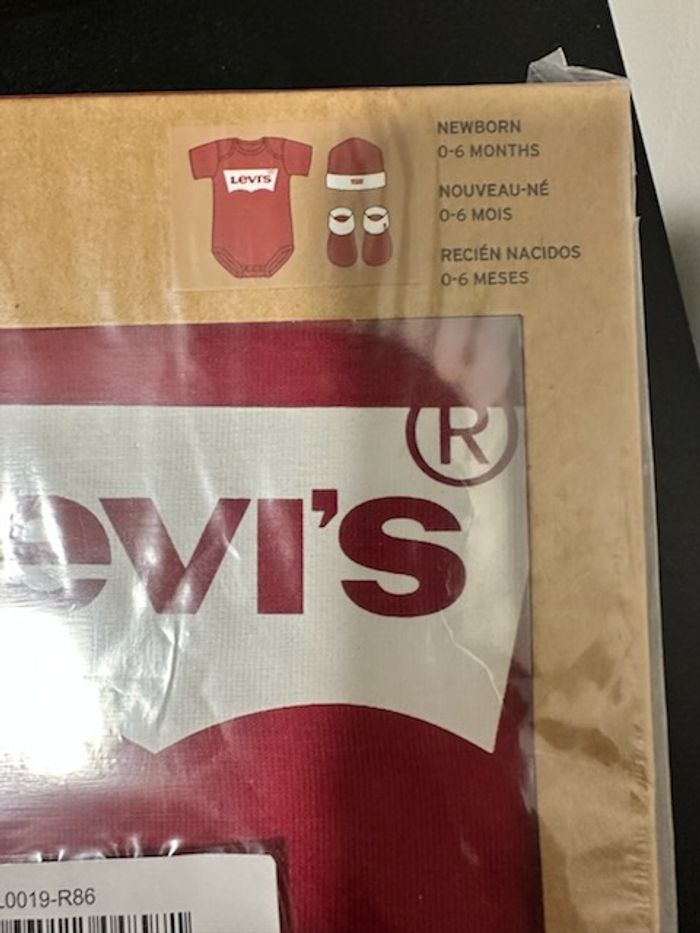 Levi's
NEWBORN
0-6 MONTHS
NOUVEAU-NÉ
0-6 MOIS
RECIÉN NACIDOS
0-6 MESES
®
evi's
L0019-R86